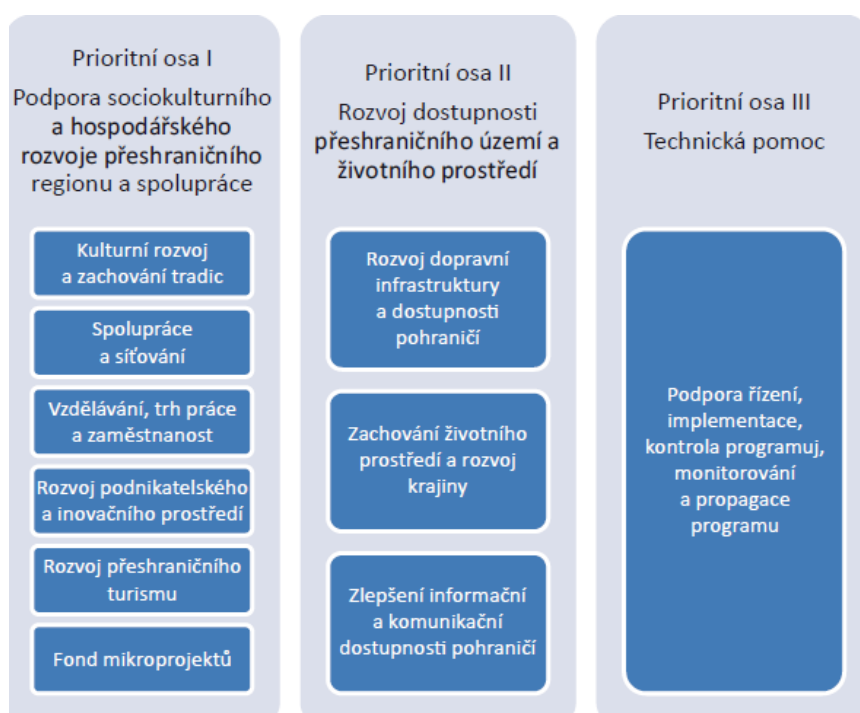 Prioritní osa I
Podpora sociokulturního
a hospodářského
rozvoje přeshraničního
regionu a spolupráce
Kulturní rozvoj
a zachování tradic
Spolupráce
a síťování
Vzdělávání, trh práce
a zaměstnanost
Rozvoj podnikatelského
a inovačního prostředí
Rozvoj přeshraničního
turismu
Fond mikroprojektů
Prioritní osa II
Rozvoj dostupnosti
přeshraničního území a
životního prostředí
Rozvoj dopravní
infrastruktury
a dostupnosti
pohraničí
Zachování životního
prostředí a rozvoj
krajiny
Zlepšení informační
a komunikační
dostupnosti pohraničí
Prioritní osa III
Technická pomoc
Podpora řízení,
implementace,
kontrola programuj,
monitorování
a propagace
programu